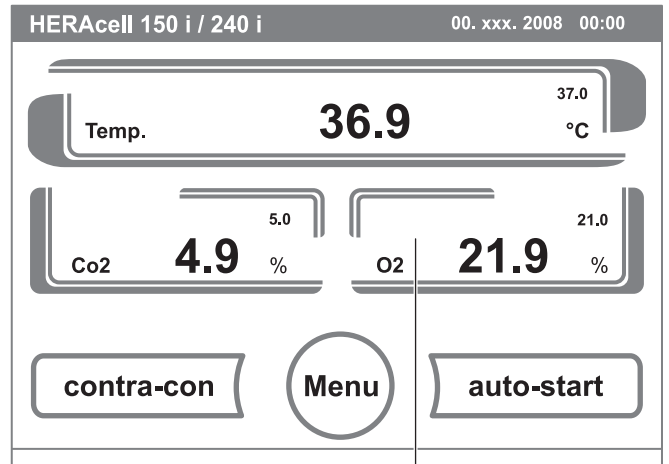 HERAcell 150 i / 240 i 00. xxx. 2008 00:00
37.0
Temp. 36.9 °C
5.0
Co2 4.9 %
21.0
O2 21.9 %
contra-con Menu auto-start